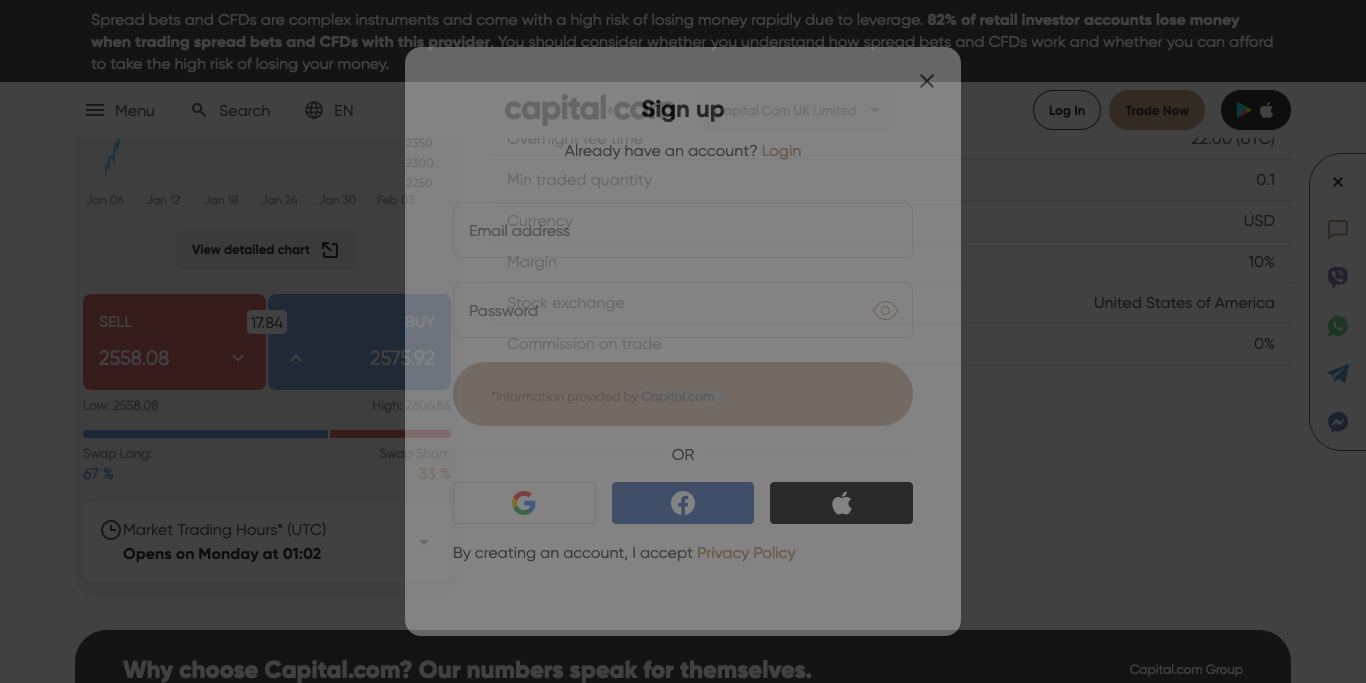 Spread bets and CFDs are complex instruments and come with a high risk of losing money rapidly due to leverage. 82% of retail investor accounts lose money
when trading spread bets and CFDs with this provider. You should consider whether you understand how spread bets and CFDs work and whether you can afford
to take the high risk of losing your money.
Menu
Search
EN
capital.co
Capital Com UK Limited
Log In
Trade Now
Sign up
Already have an account? Login
Overnight fee time
22:00 (UTC)
Min traded quantity
0.1
Currency
USD
Email address
Margin
10%
Stock exchange
United States of America
Password
Commission on trade
0%
*Information provided by Capital.com
OR
By creating an account, I accept Privacy Policy
2350
2300
2250
Jan 06
Jan 12
Jan 18
Jan 24
Jan 30
Feb 03
View detailed chart
SELL
17.84
BUY
2558.08
2575.92
Low: 2558.08
High: 2606.86
Swap Long:
Swap Short:
67 %
33 %
Market Trading Hours* (UTC)
Opens on Monday at 01:02
Why choose Capital.com? Our numbers speak for themselves.
Capital.com Group